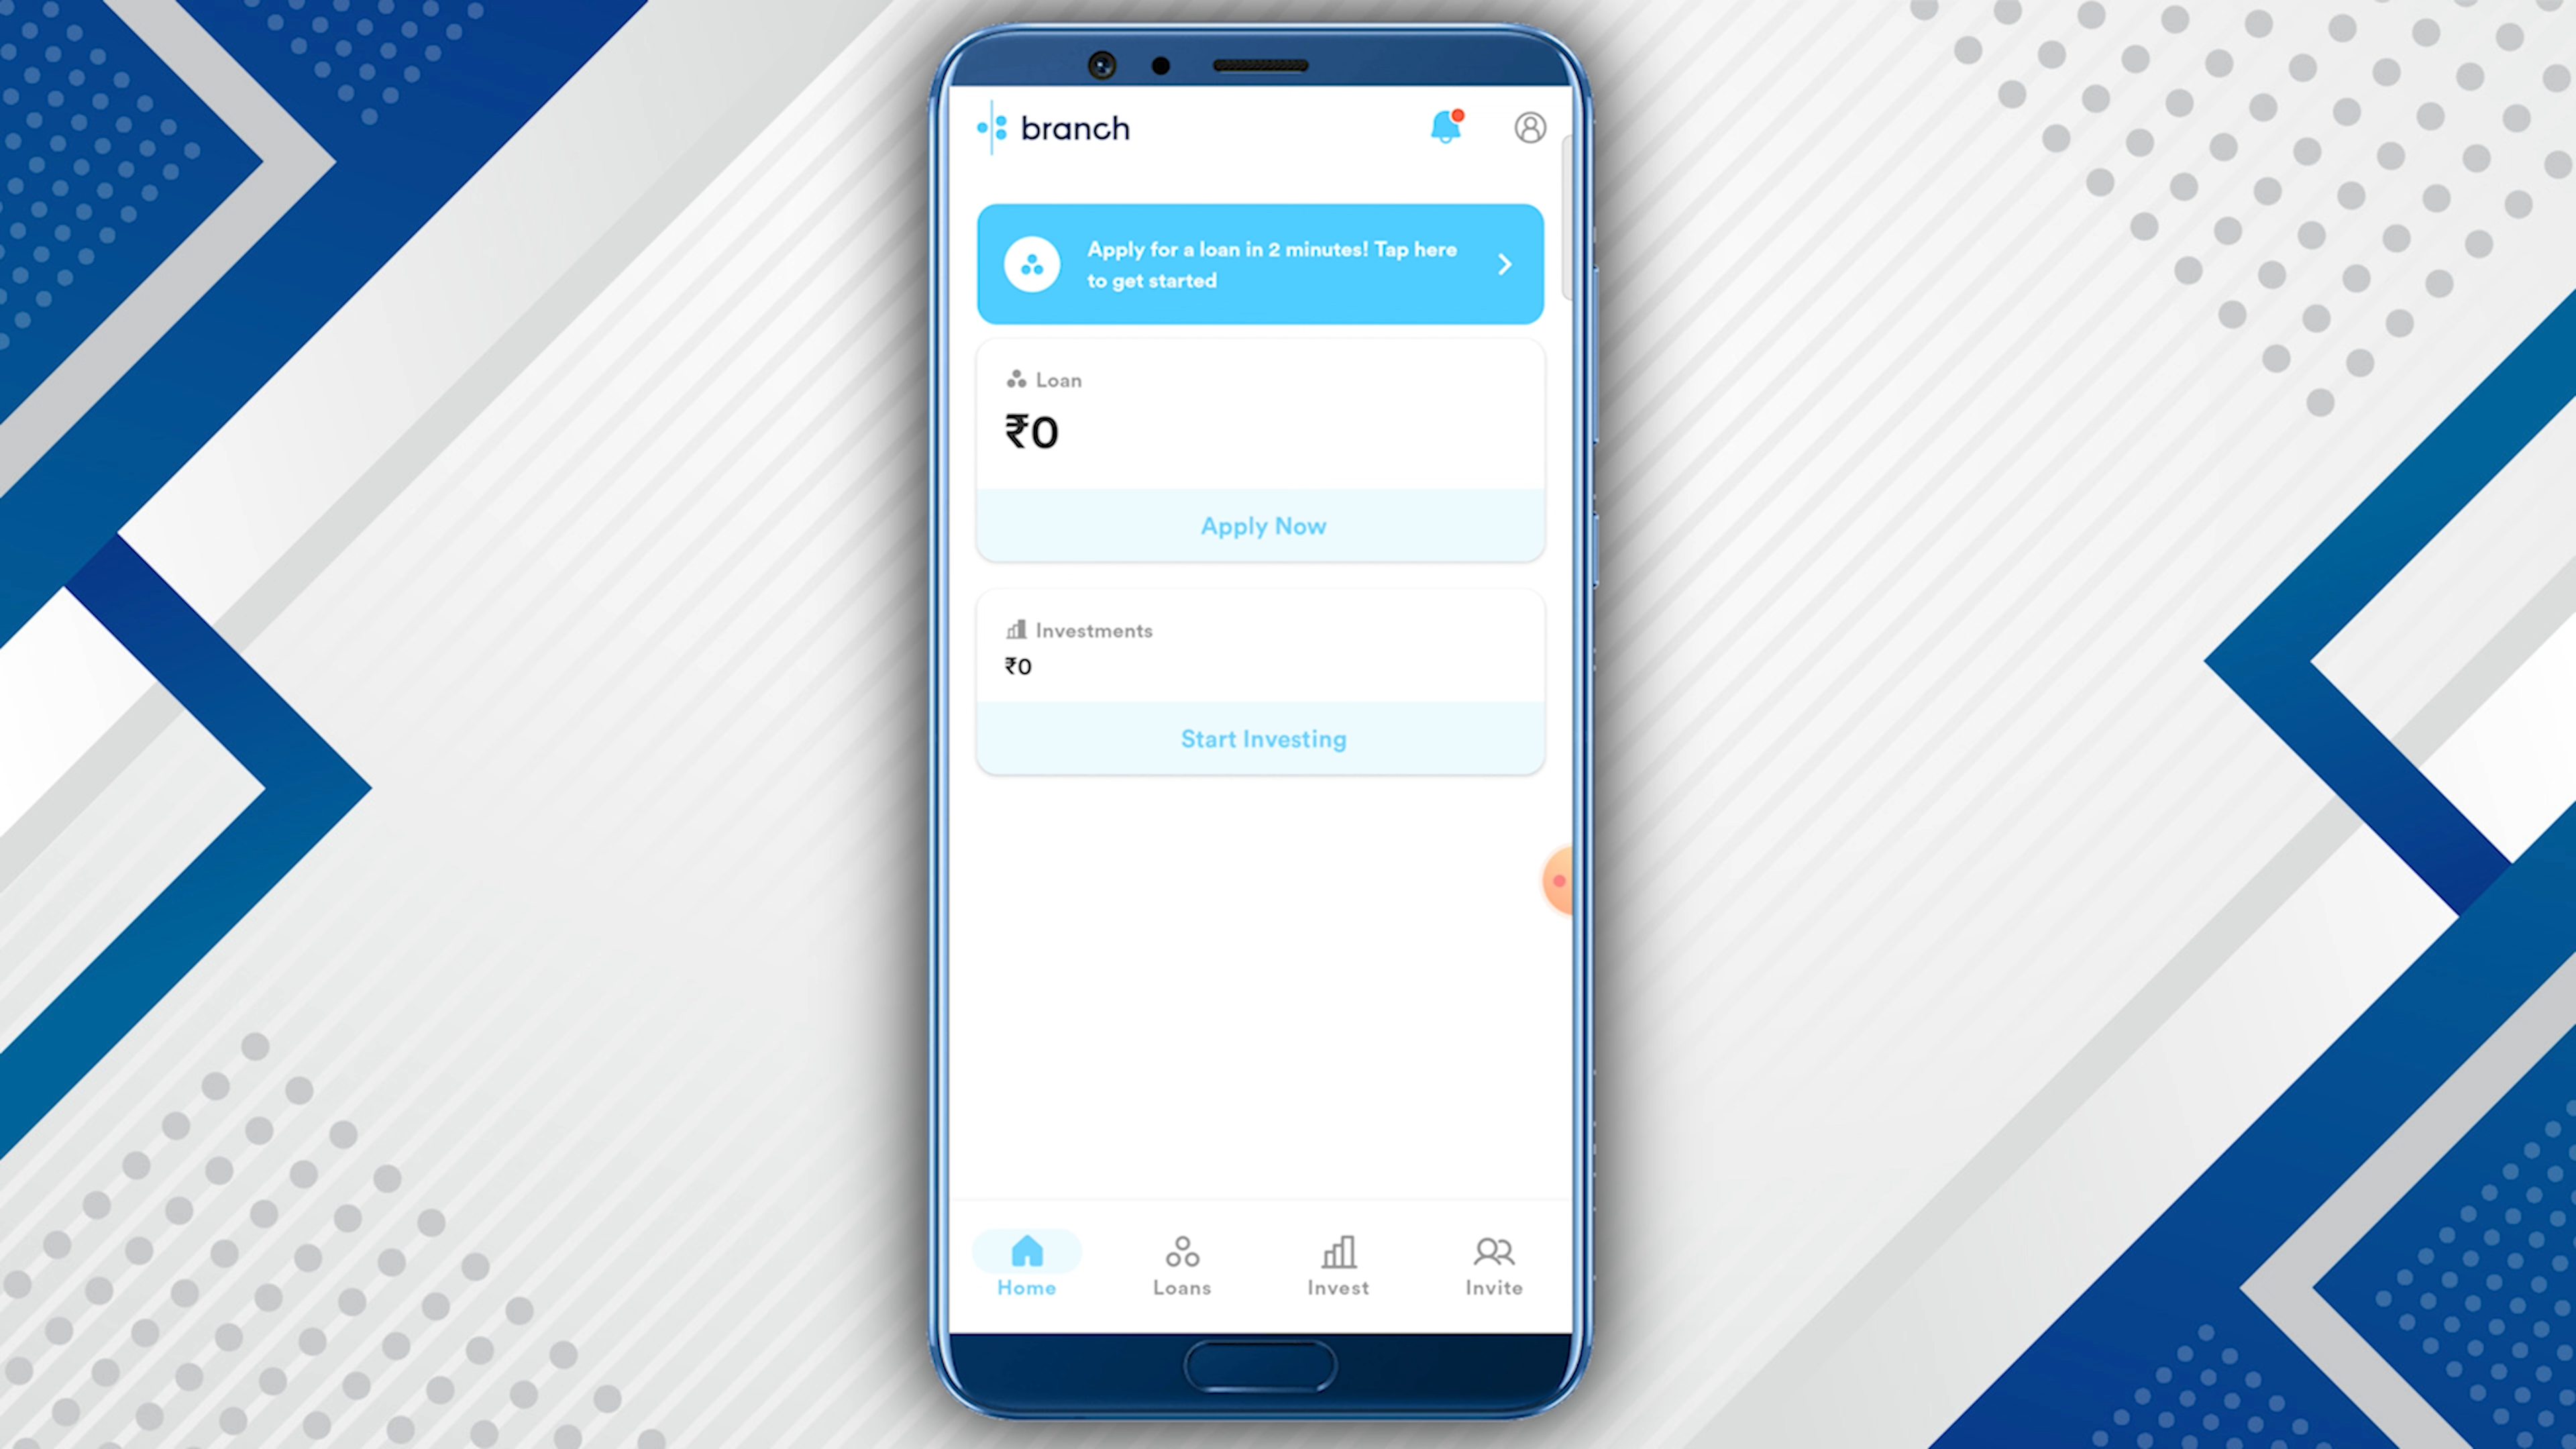 branch
Apply for a loan in 2 minutes! Tap here
to get started
Loan
₹0
Apply Now
Investments
₹0
Start Investing
Home
Loans
Invest
Invite